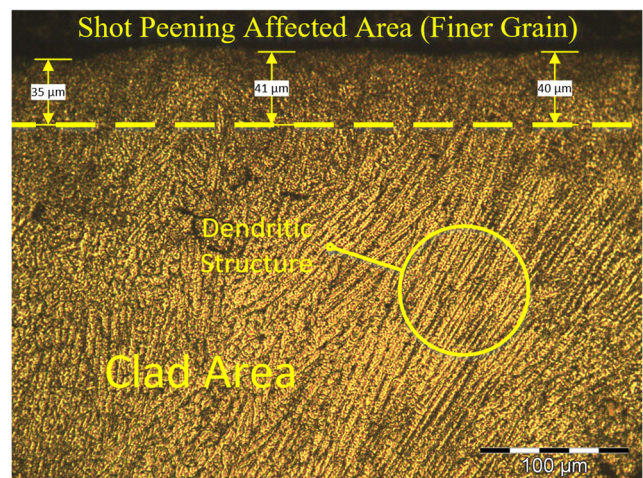 Shot Peening Affected Area (Finer Grain)
35 µm
41 µm
40 µm
Dendritic
Structure
Clad Area
100 µm